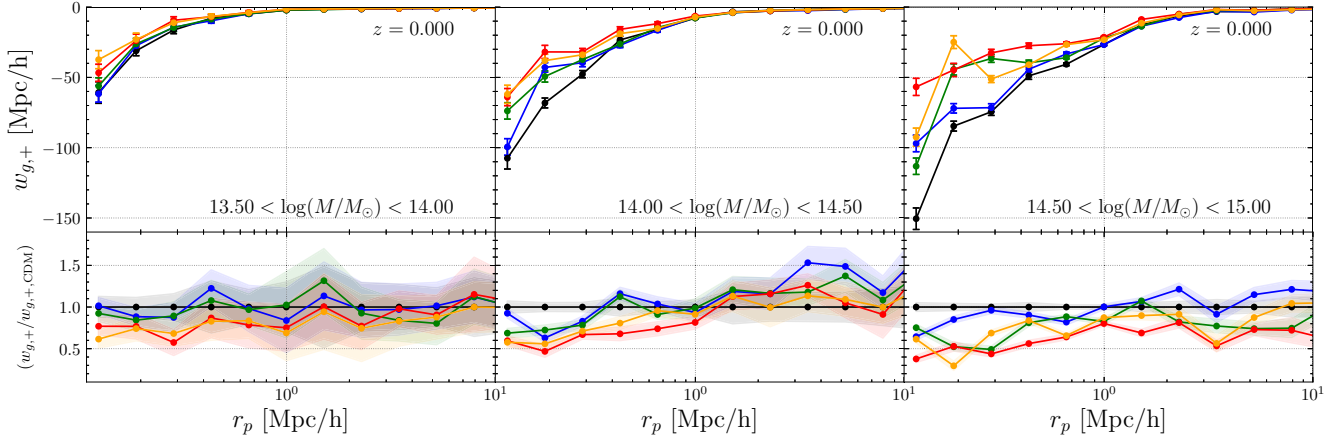 0
−50
−100
−150
w_{g,+} [Mpc/h]
z = 0.000
13.50 < log(M/M_⊙) < 14.00
z = 0.000
14.00 < log(M/M_⊙) < 14.50
z = 0.000
14.50 < log(M/M_⊙) < 15.00
1.5
1.0
0.5
(w_{g,+}/w_{g,+,CDM})
10^0
10^1
10^0
10^1
10^0
10^1
r_p [Mpc/h]
r_p [Mpc/h]
r_p [Mpc/h]